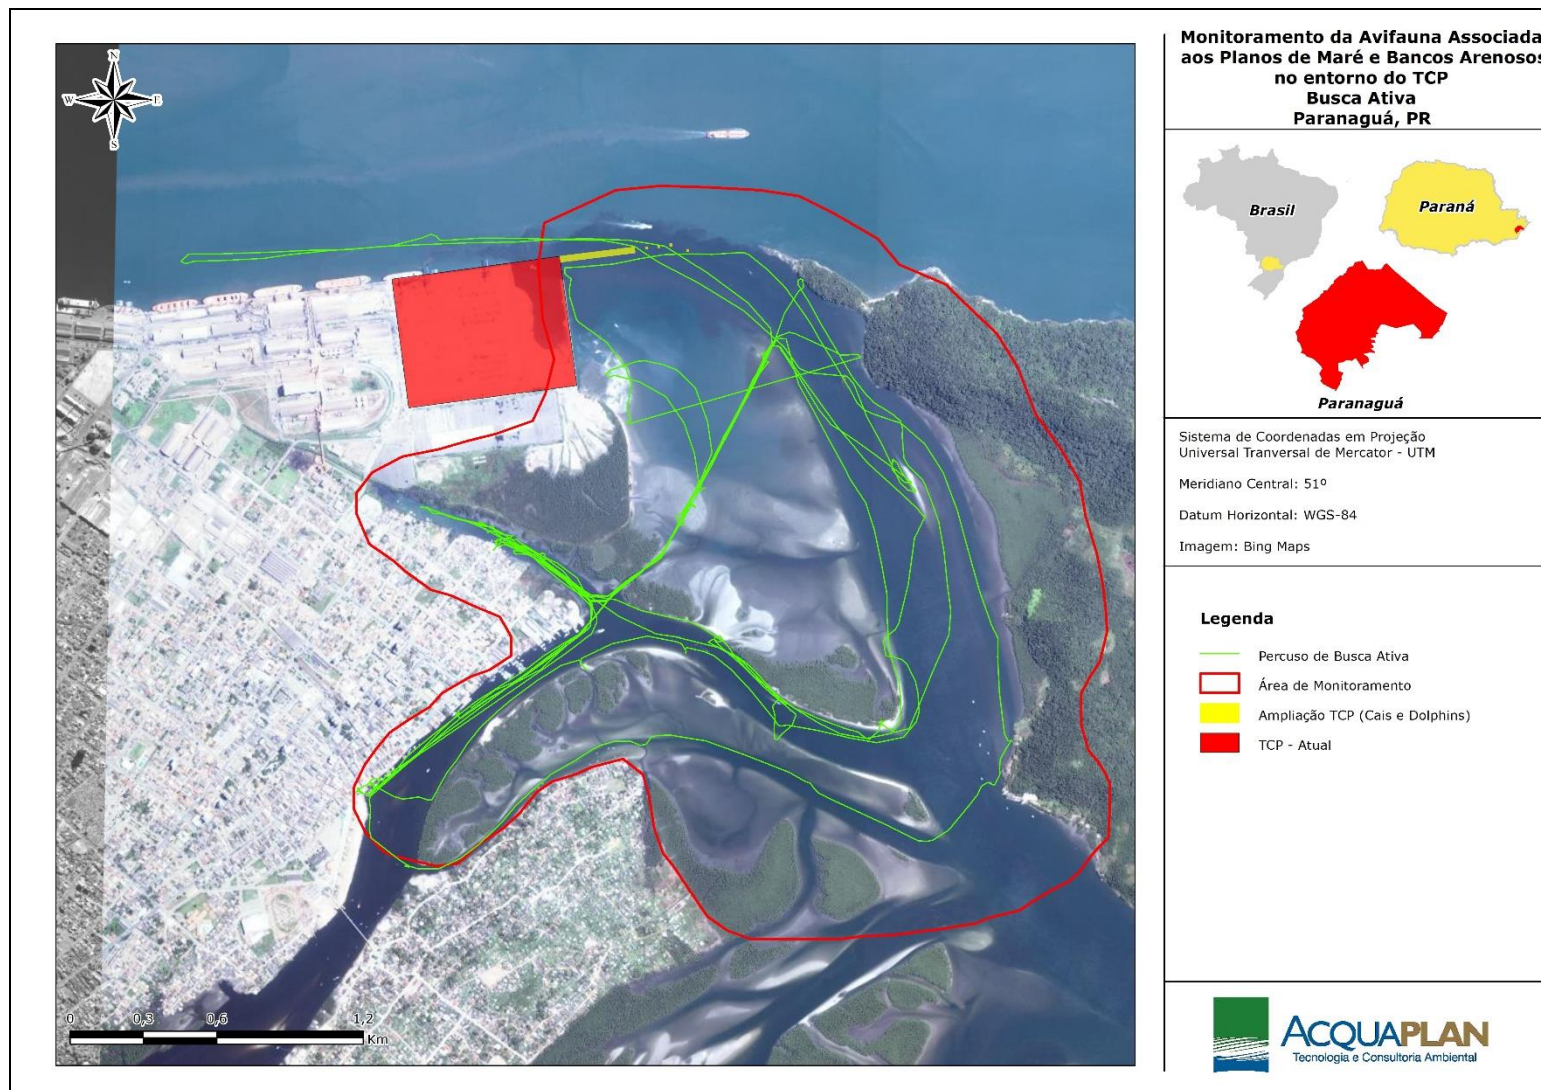 Monitoramento da Avifauna Associada
aos Planos de Maré e Bancos Arenosos
no entorno do TCP
Busca Ativa
Paranaguá, PR
N
W
E
S
Brasil
Paraná
Paranaguá
Sistema de Coordenadas em Projeção
Universal Tranversal de Mercator - UTM
Meridiano Central: 51º
Datum Horizontal: WGS-84
Imagem: Bing Maps
Legenda
Percuso de Busca Ativa
Área de Monitoramento
Ampliação TCP (Cais e Dolphins)
TCP - Atual
0 0,3 0,6 1,2
Km
ACQUAPLAN
Tecnologia e Consultoria Ambiental